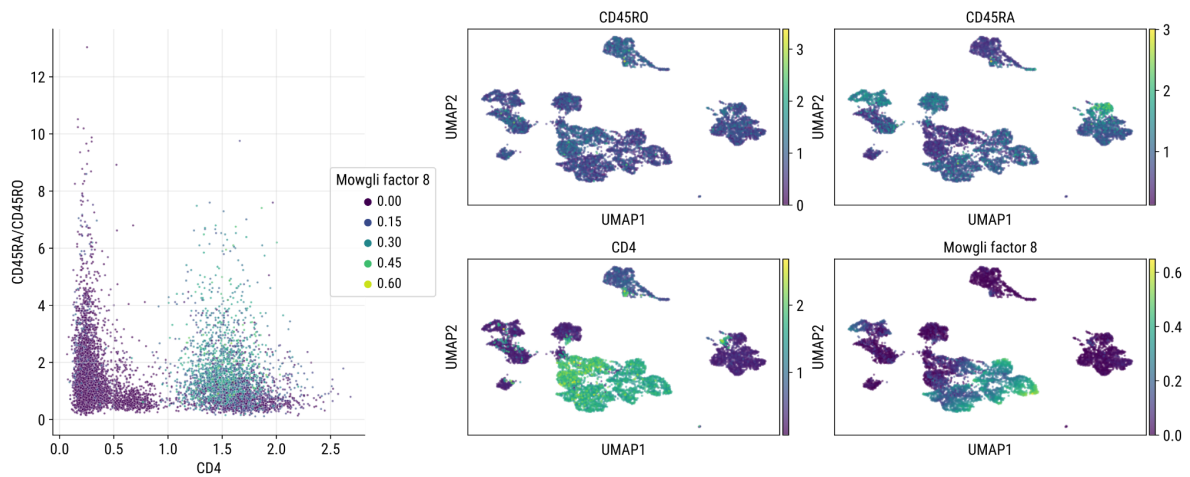 CD45RA/CD45RO
12
10
8
6
4
2
0
0.0 0.5 1.0 1.5 2.0 2.5
CD4
Mowgli factor 8
0.00
0.15
0.30
0.45
0.60
CD45RO
UMAP2
UMAP1
3
2
1
0
CD45RA
UMAP2
UMAP1
3
2
1
CD4
UMAP2
UMAP1
2
1
Mowgli factor 8
UMAP2
UMAP1
0.6
0.4
0.2
0.0